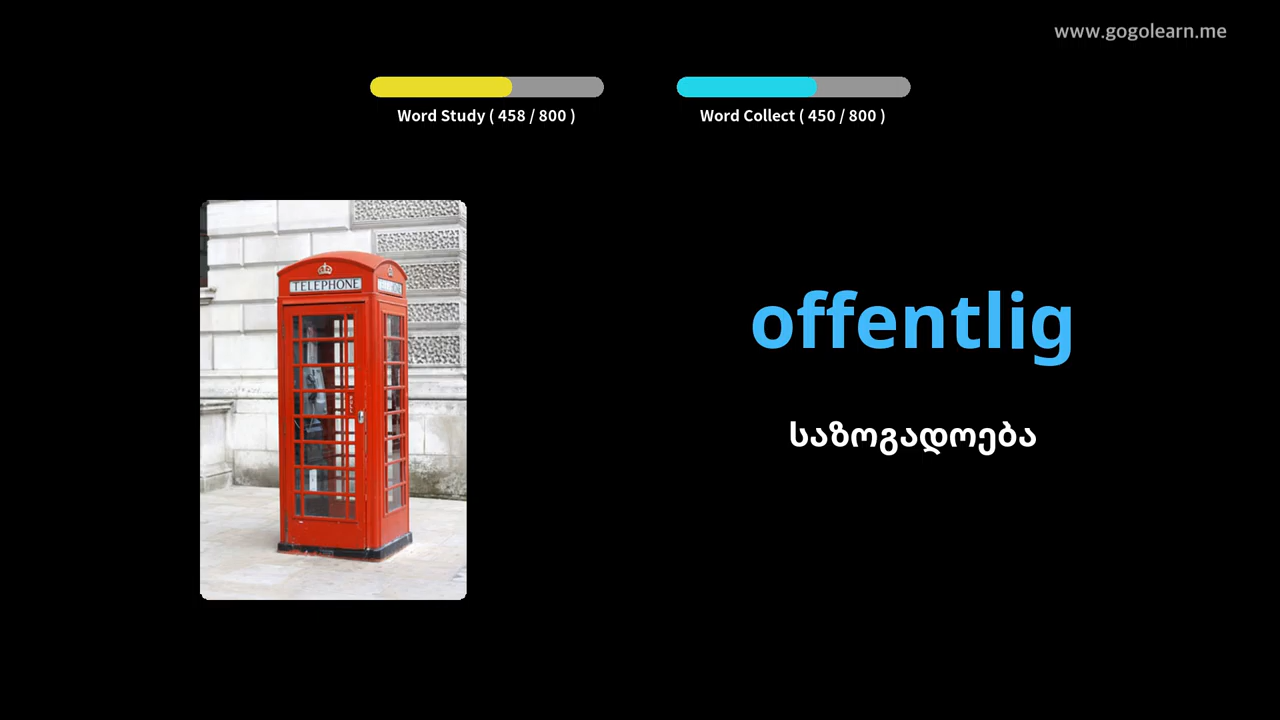 www.gogolearn.me
Word Study ( 458 / 800 )
Word Collect ( 450 / 800 )
TELEPHONE
offentlig
საზოგადოება